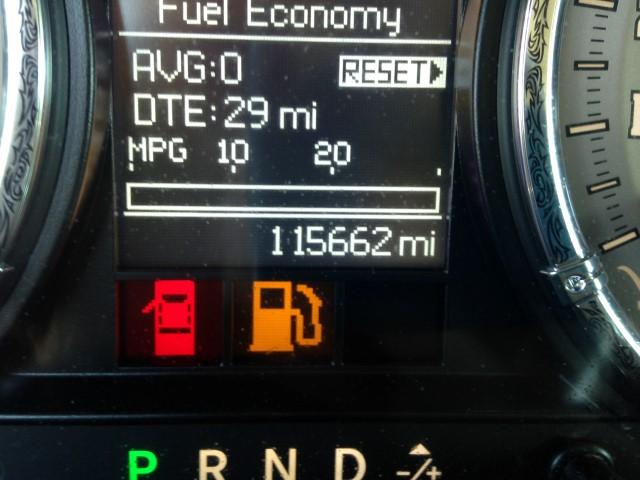 Fuel Economy
AVG:0 RESET
DTE:29 mi
MPG 10 20
115662 mi
P R N D -/+